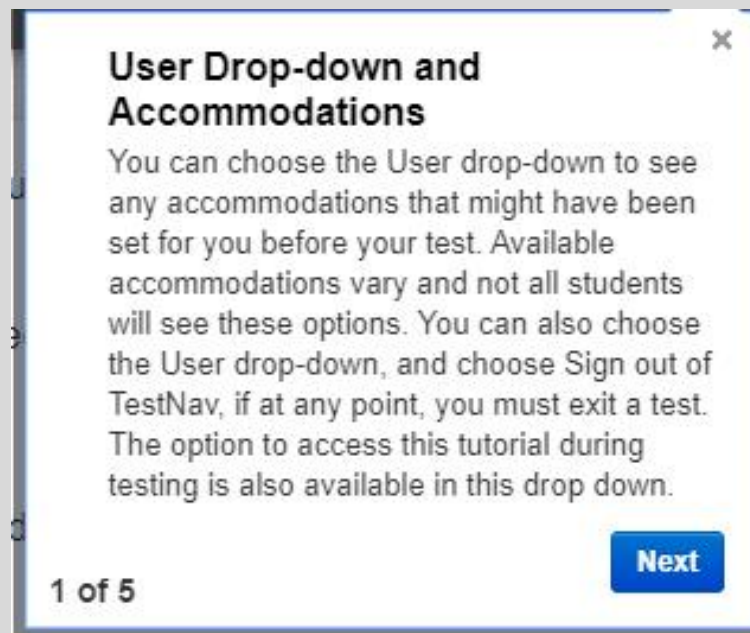 User Drop-down and
Accommodations
You can choose the User drop-down to see
any accommodations that might have been
set for you before your test. Available
accommodations vary and not all students
will see these options. You can also choose
the User drop-down, and choose Sign out of
TestNav, if at any point, you must exit a test.
The option to access this tutorial during
testing is also available in this drop down.
Next
1 of 5